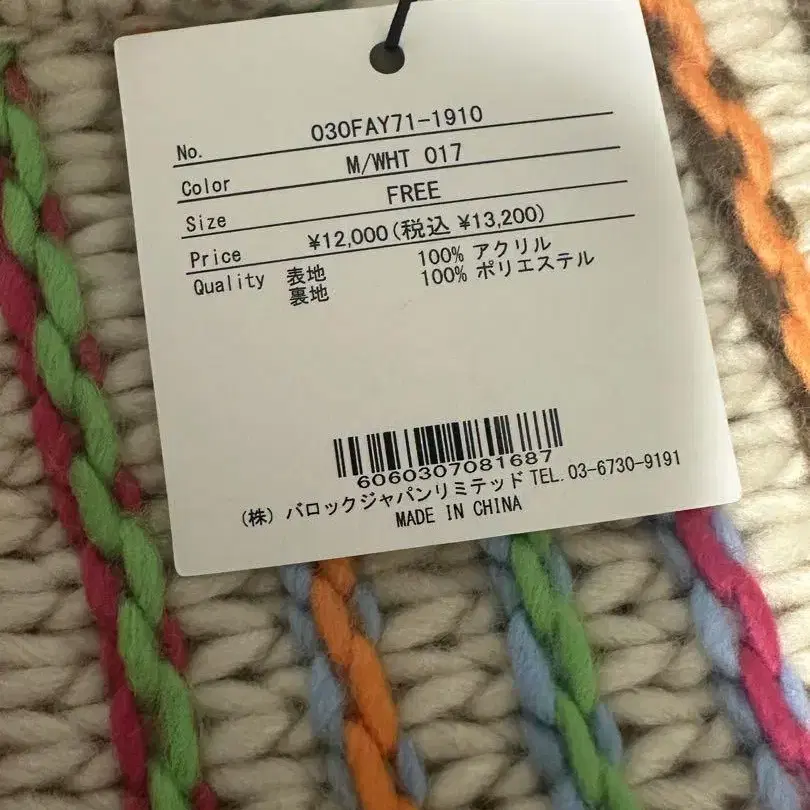 No. 030FAY71-1910
Color M/WHT 017
Size FREE
Price ¥12,000(税込 ¥13,200)
Quality 表地 100% アクリル
裏地 100% ポリエステル
6060307081687
(株) バロックジャパンリミテッド TEL. 03-6730-9191
MADE IN CHINA